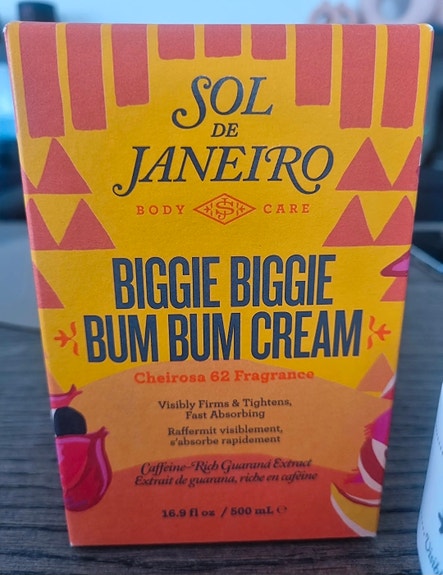 SOL
DE
JANEIRO
BODY CARE
BIGGIE BIGGIE
BUM BUM CREAM
Cheirosa 62 Fragrance
Visibly Firms & Tightens,
Fast Absorbing
Raffermit visiblement,
s'absorbe rapidement
Caffeine-Rich Guaraná Extract
Extrait de guarana, riche en caféine
16.9 fl oz / 500 mL ℮